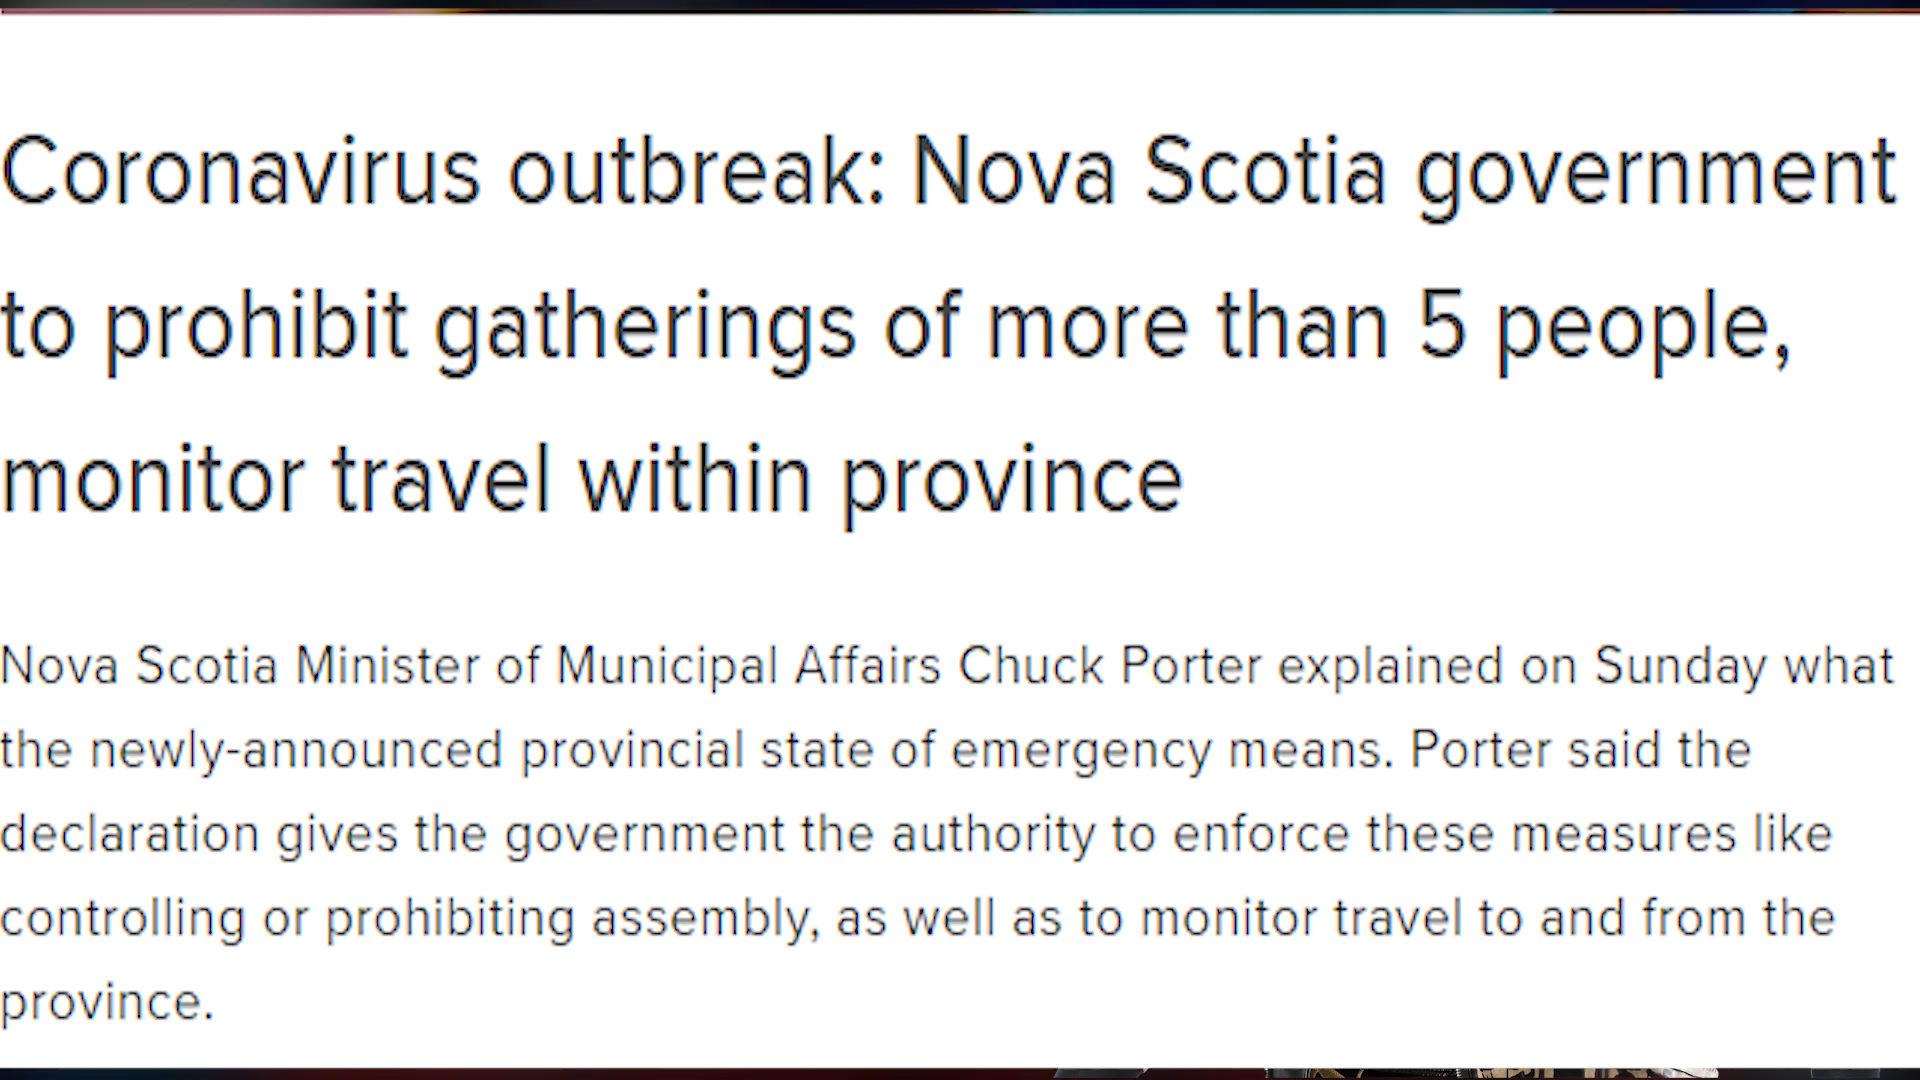 Coronavirus outbreak: Nova Scotia government
to prohibit gatherings of more than 5 people,
monitor travel within province
Nova Scotia Minister of Municipal Affairs Chuck Porter explained on Sunday what
the newly-announced provincial state of emergency means. Porter said the
declaration gives the government the authority to enforce these measures like
controlling or prohibiting assembly, as well as to monitor travel to and from the
province.